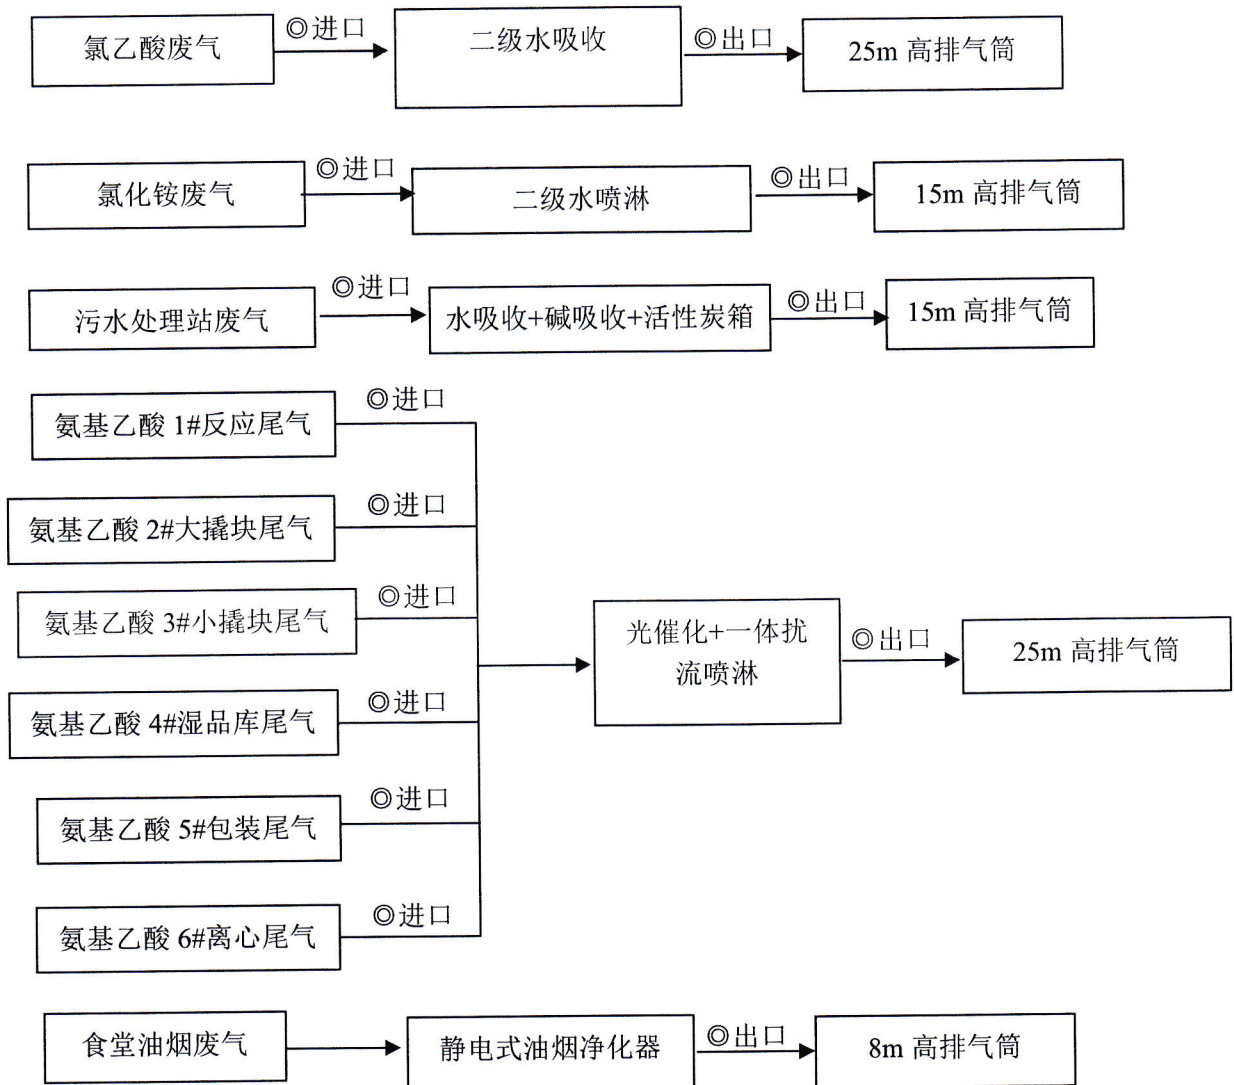 氯乙酸废气
◎进口
二级水吸收
◎出口
25m 高排气筒
氯化铵废气
◎进口
二级水喷淋
◎出口
15m 高排气筒
污水处理站废气
◎进口
水吸收+碱吸收+活性炭箱
◎出口
15m 高排气筒
氨基乙酸 1#反应尾气
◎进口
氨基乙酸 2#大撬块尾气
◎进口
氨基乙酸 3#小撬块尾气
◎进口
氨基乙酸 4#湿品库尾气
◎进口
氨基乙酸 5#包装尾气
◎进口
氨基乙酸 6#离心尾气
◎进口
光催化+一体扰
流喷淋
◎出口
25m 高排气筒
食堂油烟废气
静电式油烟净化器
◎出口
8m 高排气筒